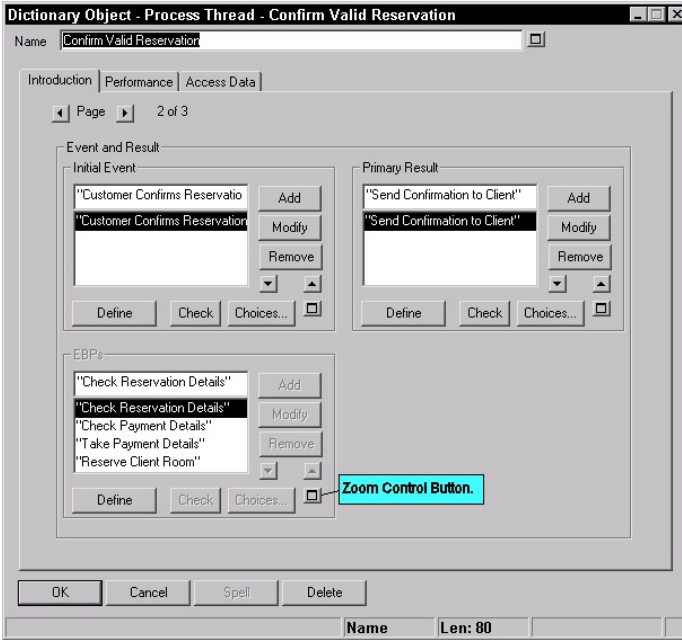 Dictionary Object - Process Thread - Confirm Valid Reservation
Name Confirm Valid Reservation
Introduction Performance Access Data
Page 2 of 3
Event and Result
Initial Event
"Customer Confirms Reservatio
"Customer Confirms Reservation
Add
Modify
Remove
Define Check Choices...
Primary Result
"Send Confirmation to Client"
"Send Confirmation to Client"
Add
Modify
Remove
Define Check Choices...
EBPs
"Check Reservation Details"
"Check Reservation Details"
"Check Payment Details"
"Take Payment Details"
"Reserve Client Room"
Add
Modify
Remove
Define Check Choices...
Zoom Control Button.
OK Cancel Spell Delete
Name Len: 80